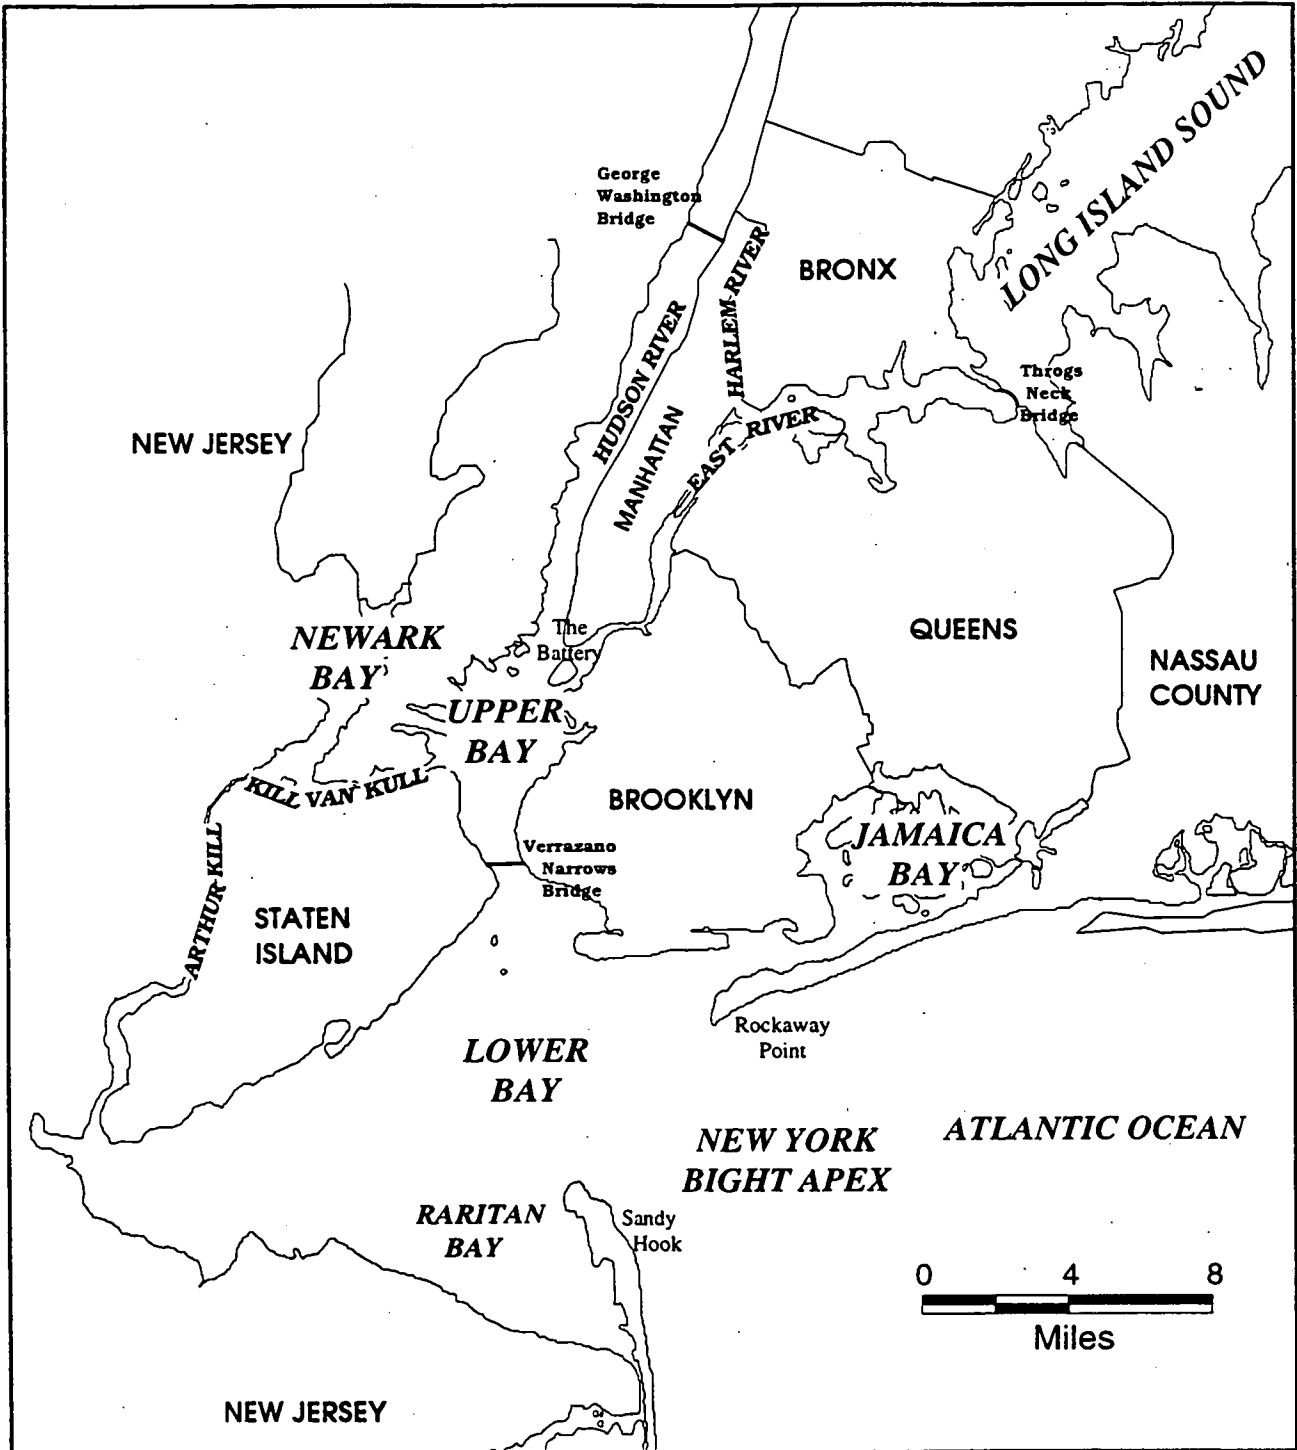 LONG ISLAND SOUND
George
Washington
Bridge
BRONX
HARLEM RIVER
HUDSON RIVER
Throgs
Neck
Bridge
MANHATTAN
EAST RIVER
NEW JERSEY
QUEENS
The
Battery
NEWARK
BAY
NASSAU
COUNTY
UPPER
BAY
KILL VAN KULL
BROOKLYN
JAMAICA
BAY
Verrazano
Narrows
Bridge
ARTHUR KILL
STATEN
ISLAND
Rockaway
Point
LOWER
BAY
ATLANTIC OCEAN
NEW YORK
BIGHT APEX
RARITAN
BAY
Sandy
Hook
0 4 8
Miles
NEW JERSEY